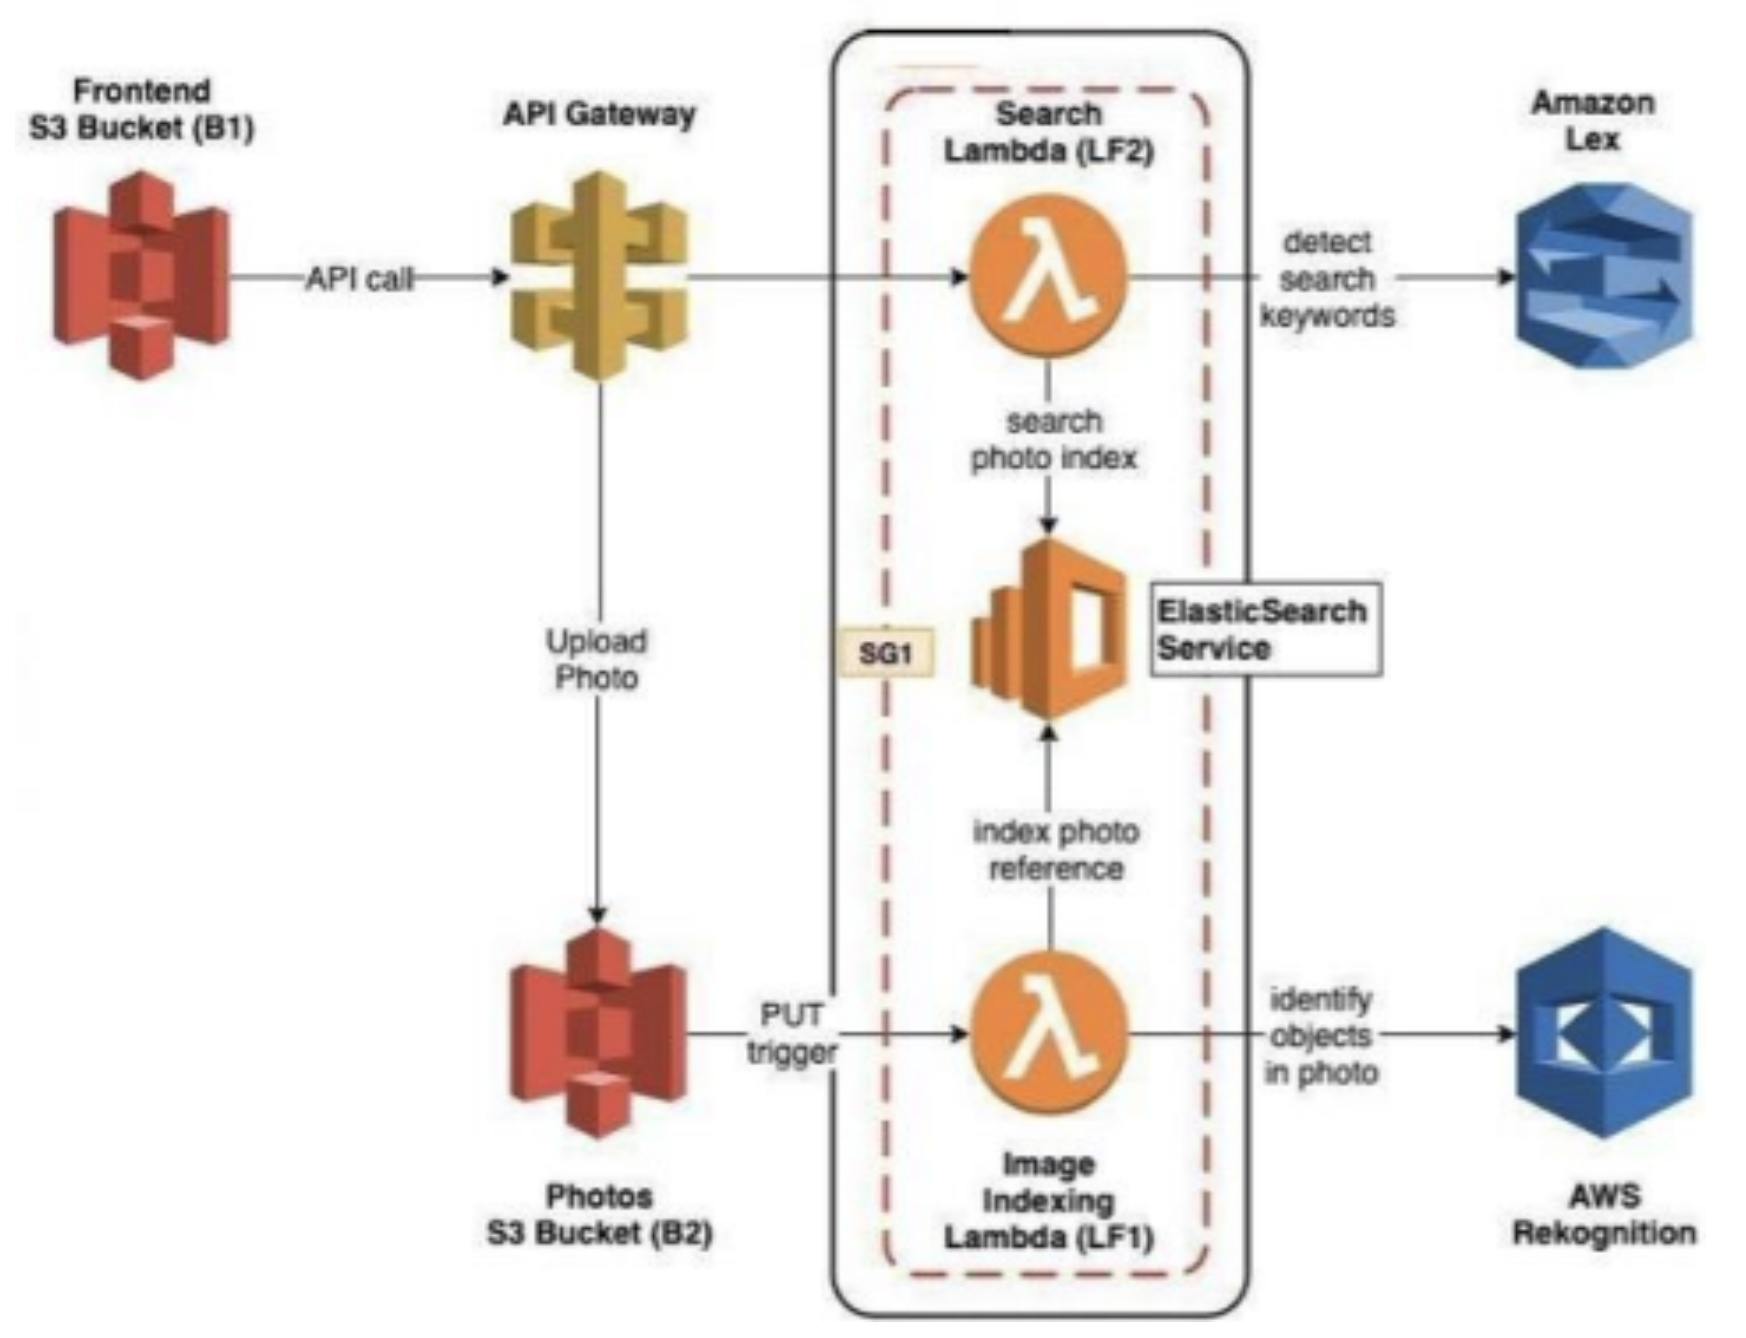 Frontend
S3 Bucket (B1)
API Gateway
Search
Lambda (LF2)
Amazon
Lex
API call
detect
search
keywords
search
photo index
ElasticSearch
Service
SG1
Upload
Photo
index photo
reference
PUT
trigger
identify
objects
in photo
Photos
S3 Bucket (B2)
Image
Indexing
Lambda (LF1)
AWS
Rekognition